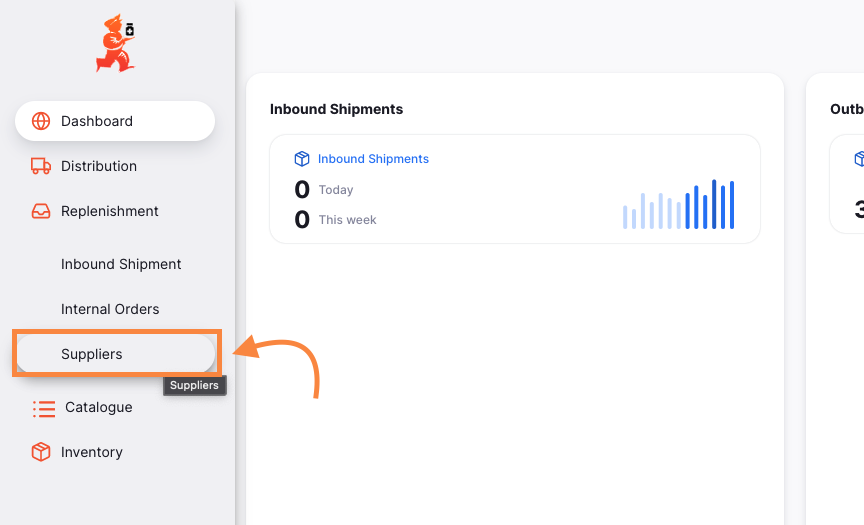 Dashboard
Distribution
Replenishment
Inbound Shipment
Internal Orders
Suppliers
Suppliers
Catalogue
Inventory
Inbound Shipments
Inbound Shipments
0 Today
0 This week
Outb
3